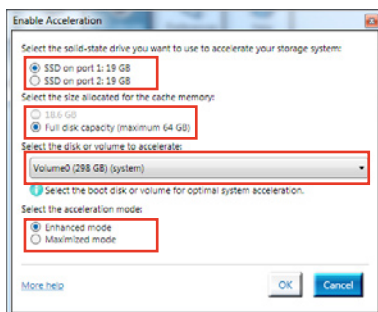 Enable Acceleration
Select the solid-state drive you want to use to accelerate your storage system:
SSD on port 1: 19 GB
SSD on port 2: 19 GB
Select the size allocated for the cache memory:
18.6 GB
Full disk capacity (maximum 64 GB)
Select the disk or volume to accelerate:
Volume0 (298 GB) (system)
Select the boot disk or volume for optimal system acceleration.
Select the acceleration mode:
Enhanced mode
Maximized mode
More help
OK
Cancel